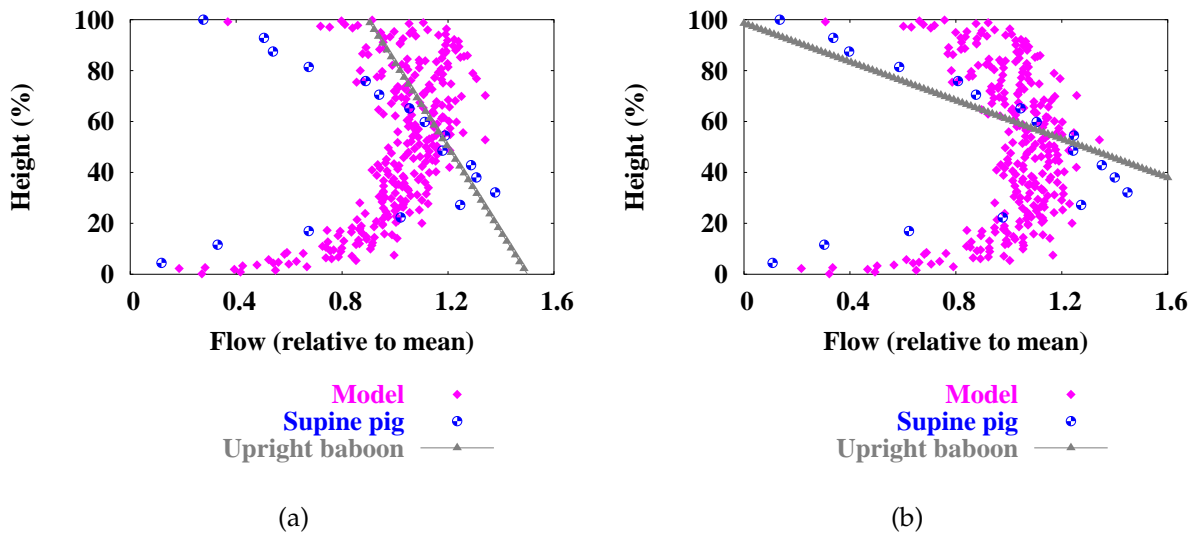 100
80
60
40
20
0
Height (%)
0 0.4 0.8 1.2 1.6
Flow (relative to mean)
Model
Supine pig
Upright baboon
(a)
100
80
60
40
20
0
Height (%)
0 0.4 0.8 1.2 1.6
Flow (relative to mean)
Model
Supine pig
Upright baboon
(b)